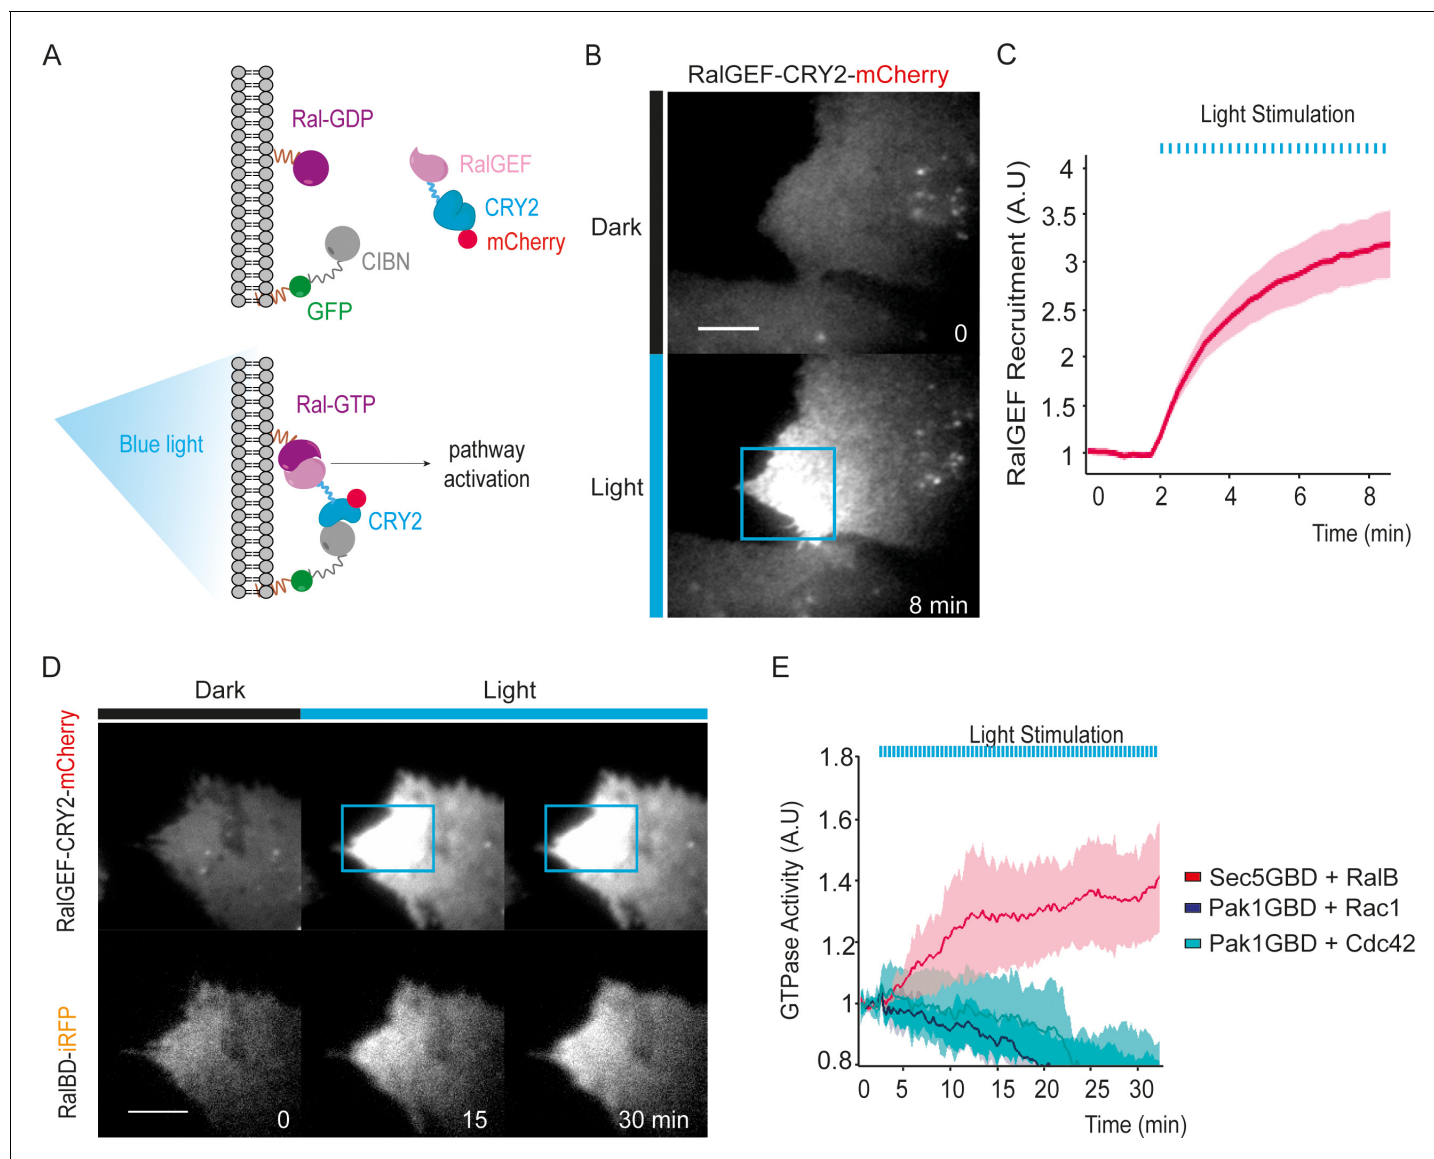 A
Ral-GDP
RalGEF
CRY2
mCherry
CIBN
GFP
Blue light
Ral-GTP
pathway
activation
CRY2
B
RalGEF-CRY2-mCherry
Dark
0
Light
8 min
C
Light Stimulation
RalGEF Recruitment (A.U)
4
3.5
3
2.5
2
1.5
1
0 2 4 6 8
Time (min)
D
Dark Light
RalGEF-CRY2-mCherry
RalBD-iRFP
0 15 30 min
E
Light Stimulation
GTPase Activity (A.U)
1.8
1.6
1.4
1.2
1
0.8
0 5 10 15 20 25 30
Time (min)
Sec5GBD + RalB
Pak1GBD + Rac1
Pak1GBD + Cdc42